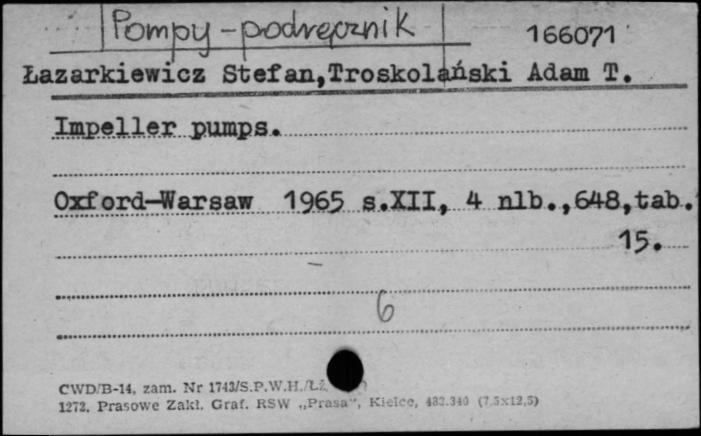 Pompy - podręcznik
166071
Łazarkiewicz Stefan,Troskolański Adam T.
Impeller pumps.
Oxford-Warsaw 1965 s.XII, 4 nlb.,648,tab.
15.
6
CWD/B-14, zam. Nr 1743/S.P.W.H.
1272. Prasowe Zakł. Graf. RSW „Prasa", Kielce, 482.340 (7,5x12,5)